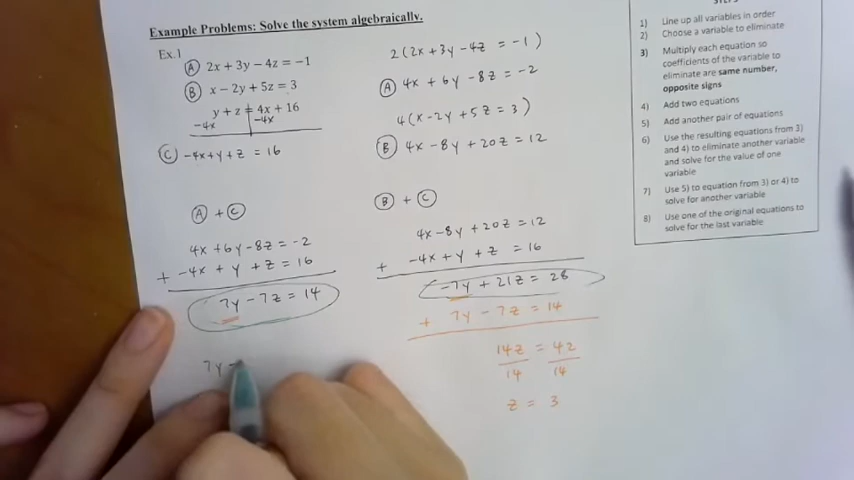 Example Problems: Solve the system algebraically.
Ex.1
(A) 2x + 3y − 4z = −1
(B) x − 2y + 5z = 3
y + z = 4x + 16
−4x −4x
(C) −4x + y + z = 16
2(2x + 3y − 4z = −1)
(A) 4x + 6y − 8z = −2
4(x − 2y + 5z = 3)
(B) 4x − 8y + 20z = 12
(A) + (C)
4x + 6y − 8z = −2
+ −4x + y + z = 16
7y − 7z = 14
7y −
(B) + (C)
4x − 8y + 20z = 12
+ −4x + y + z = 16
−7y + 21z = 28
+ 7y − 7z = 14
14z = 42
14 14
z = 3
1) Line up all variables in order
2) Choose a variable to eliminate
3) Multiply each equation so
coefficients of the variable to
eliminate are same number,
opposite signs
4) Add two equations
5) Add another pair of equations
6) Use the resulting equations from 3)
and 4) to eliminate another variable
and solve for the value of one
variable
7) Use 5) to equation from 3) or 4) to
solve for another variable
8) Use one of the original equations to
solve for the last variable